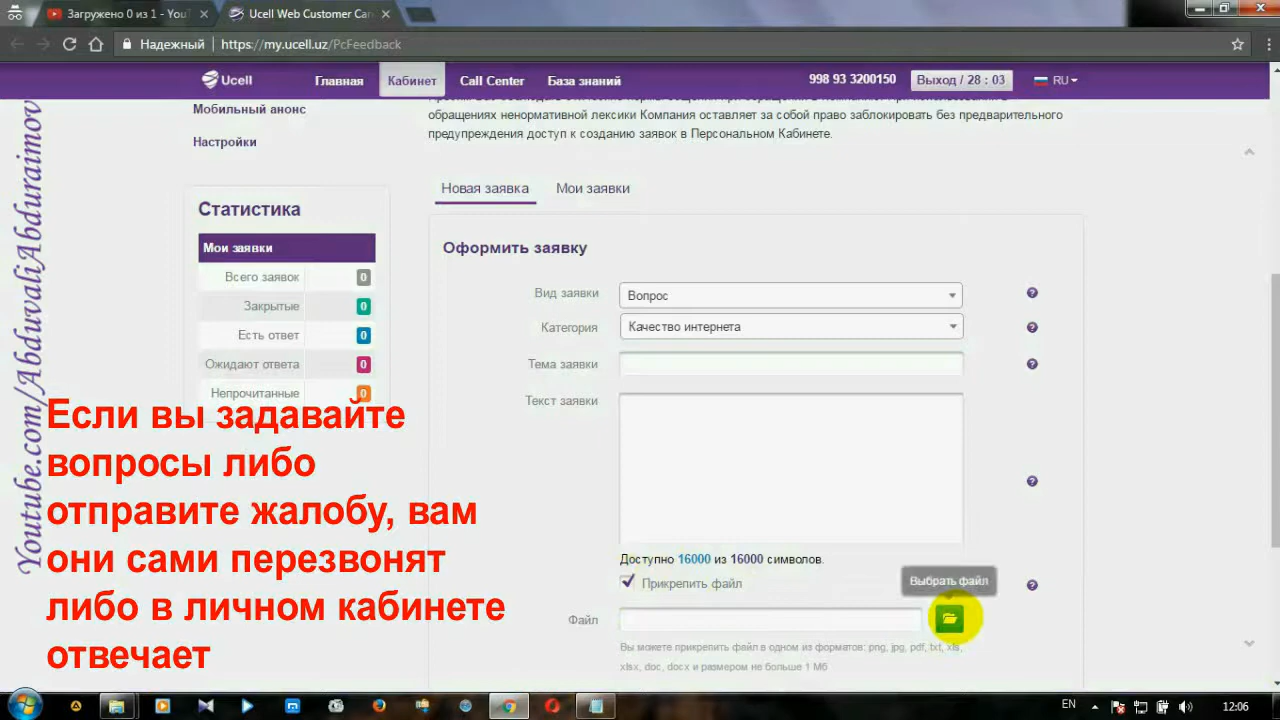 Загружено 0 из 1 - YouT
Ucell Web Customer Care
Надежный
https://my.ucell.uz/PcFeedback
Ucell
Главная
Кабинет
Call Center
База знаний
998 93 3200150
Выход / 28 : 03
RU
Мобильный анонс
Настройки
обращениях ненормативной лексики Компания оставляет за собой право заблокировать без предварительного
предупреждения доступ к созданию заявок в Персональном Кабинете.
Новая заявка
Мои заявки
Статистика
Мои заявки
Всего заявок 0
Закрытые 0
Есть ответ 0
Ожидают ответа 0
Непрочитанные 0
Оформить заявку
Вид заявки
Вопрос
Категория
Качество интернета
Тема заявки
Текст заявки
Доступно 16000 из 16000 символов.
Прикрепить файл
Выбрать файл
Файл
Вы можете прикрепить файл в одном из форматов: png, jpg, pdf, txt, xls,
xlsx, doc, docx и размером не больше 1 Мб
Если вы задавайте
вопросы либо
отправите жалобу, вам
они сами перезвонят
либо в личном кабинете
отвечает
Youtube.com/AbduvaliAbduraimov
EN
12:06